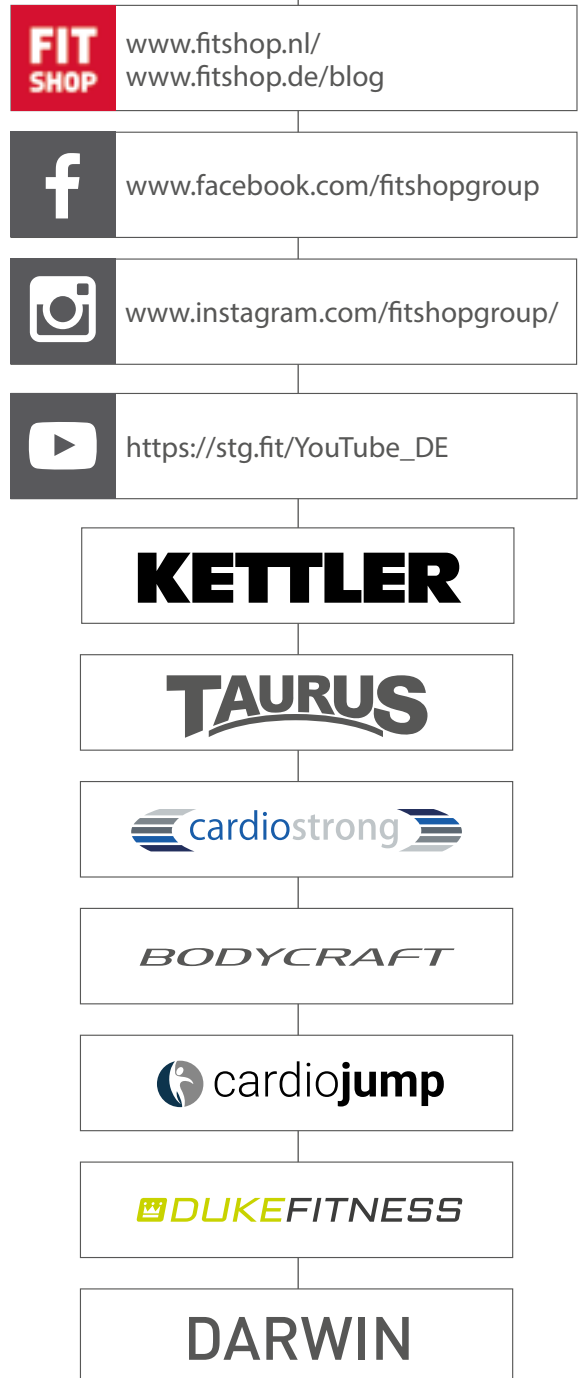 FIT
SHOP
www.fitshop.nl/
www.fitshop.de/blog
f
www.facebook.com/fitshopgroup
www.instagram.com/fitshopgroup/
https://stg.fit/YouTube_DE
KETTLER
TAURUS
cardiostrong
BODYCRAFT
cardiojump
DUKEFITNESS
DARWIN